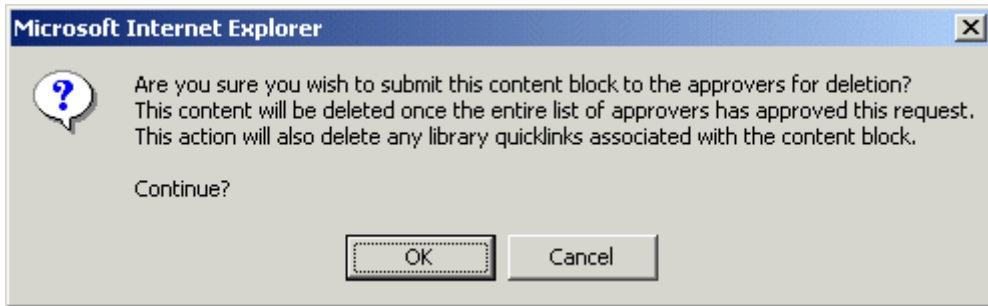 Microsoft Internet Explorer
Are you sure you wish to submit this content block to the approvers for deletion?
This content will be deleted once the entire list of approvers has approved this request.
This action will also delete any library quicklinks associated with the content block.
Continue?
OK
Cancel